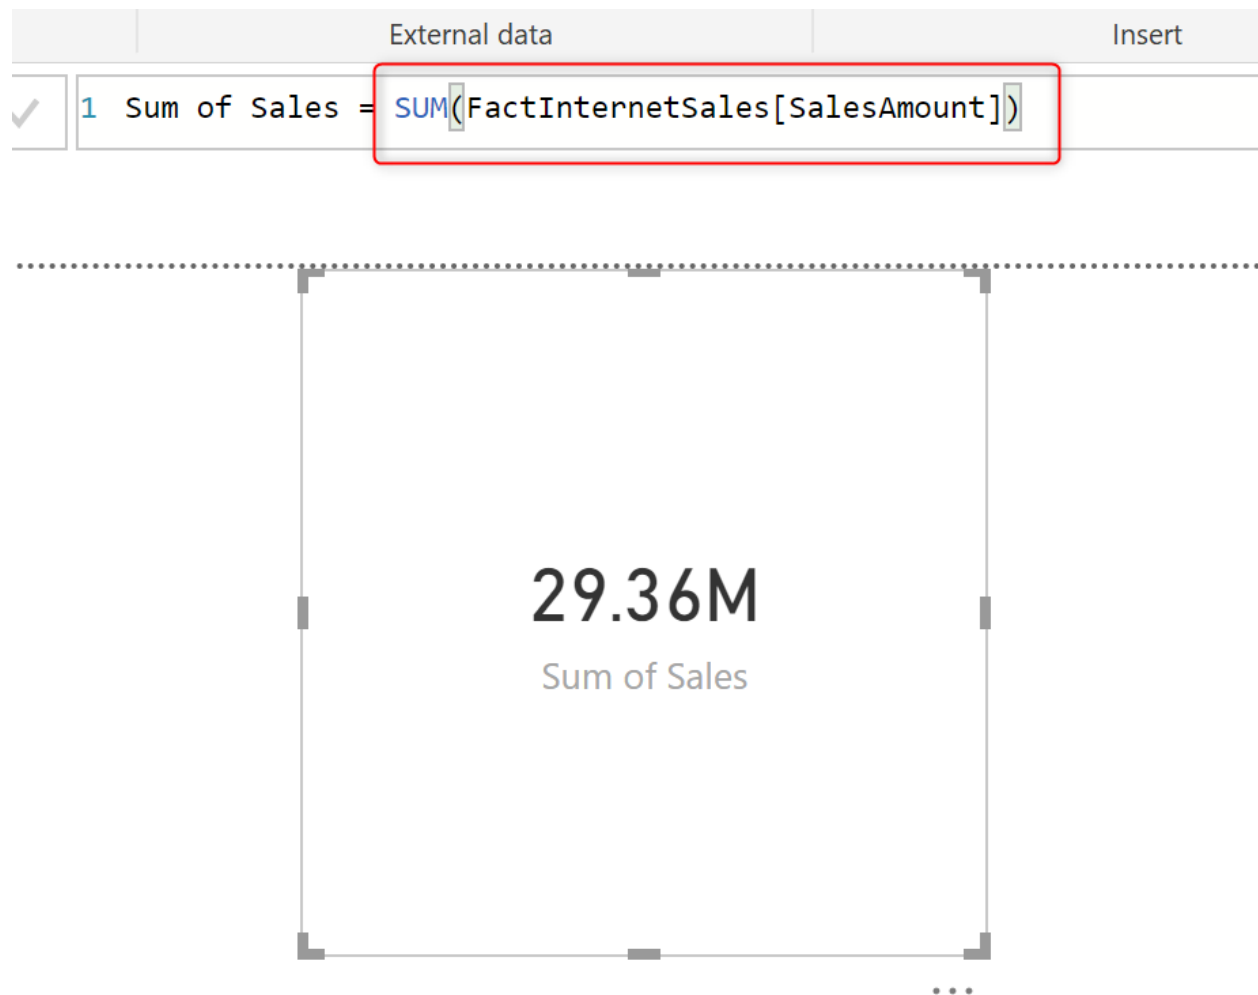 External data
Insert
1 Sum of Sales = SUM(FactInternetSales[SalesAmount])
29.36M
Sum of Sales